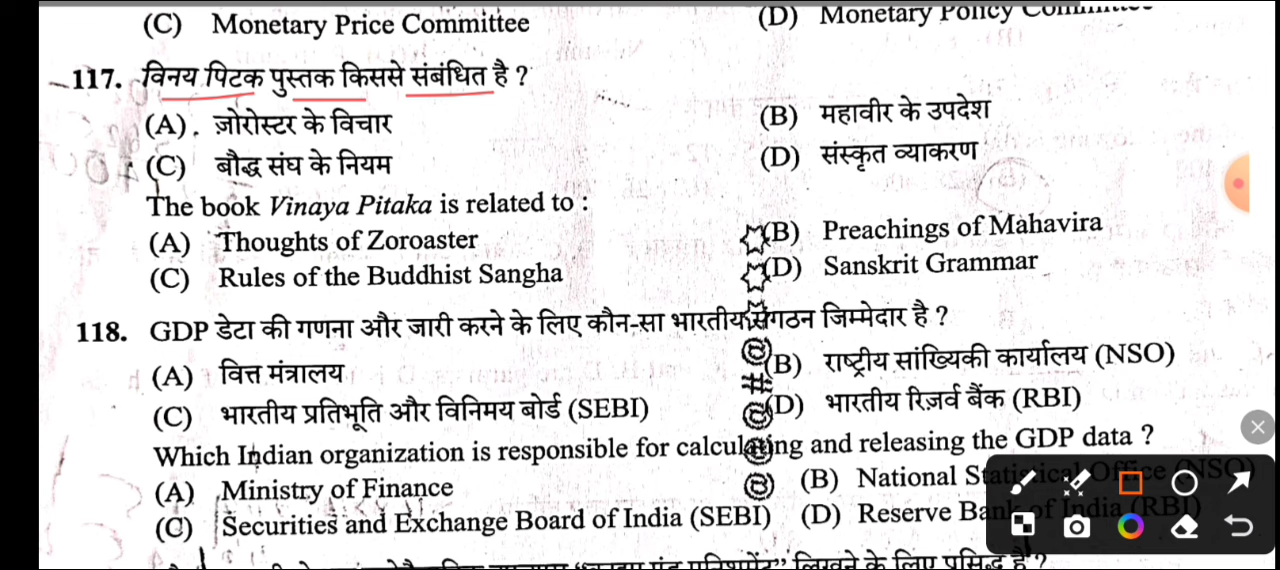 (C) Monetary Price Committee
(D) Monetary Policy
117. विनय पिटक पुस्तक किससे संबंधित है ?
(A) . ज़ोरोस्टर के विचार
(B) महावीर के उपदेश
(C) बौद्ध संघ के नियम
(D) संस्कृत व्याकरण
The book Vinaya Pitaka is related to :
(A) Thoughts of Zoroaster
(B) Preachings of Mahavira
(C) Rules of the Buddhist Sangha
(D) Sanskrit Grammar
118. GDP डेटा की गणना और जारी करने के लिए कौन-सा भारतीय संगठन जिम्मेदार है ?
(A) वित्त मंत्रालय
(B) राष्ट्रीय सांख्यिकी कार्यालय (NSO)
(C) भारतीय प्रतिभूति और विनिमय बोर्ड (SEBI)
(D) भारतीय रिज़र्व बैंक (RBI)
Which Indian organization is responsible for calculating and releasing the GDP data ?
(A) Ministry of Finance
(B) National Statistical Office (NSO)
(C) Securities and Exchange Board of India (SEBI)
(D) Reserve Bank of India (RBI)
लिखने के लिए प्रसिद्ध है ?